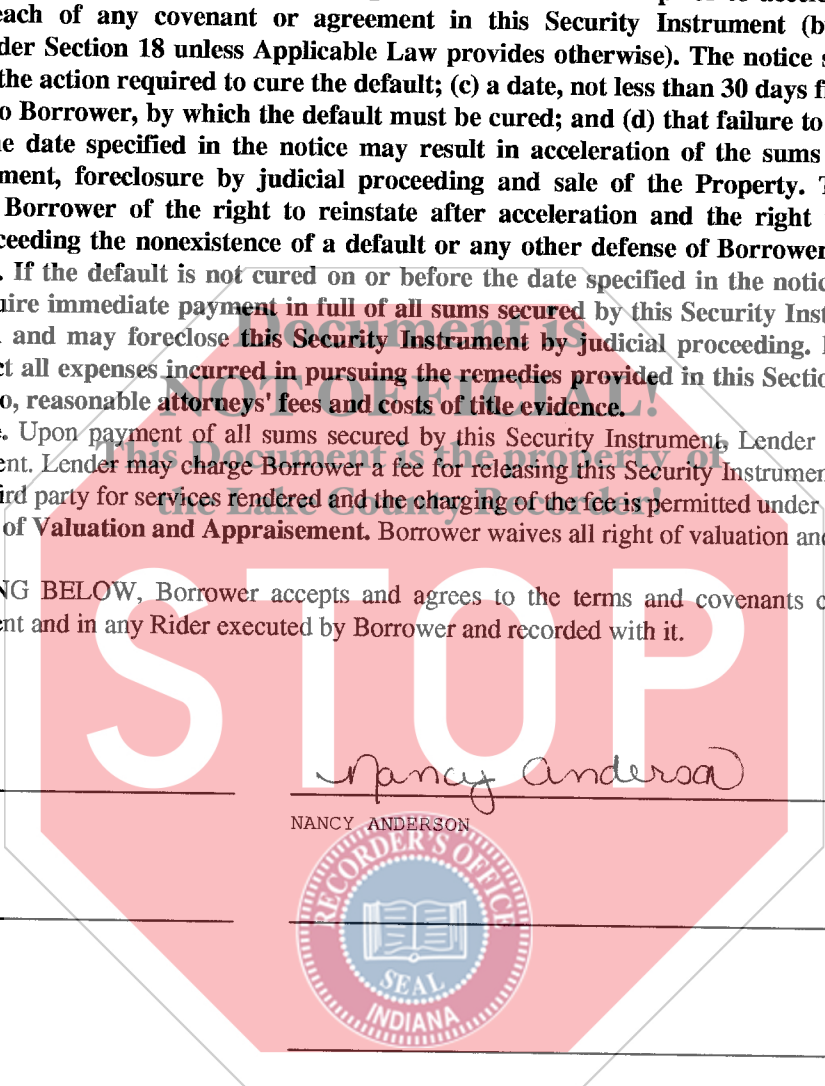 each of any covenant or agreement in this Security Instrument (b
der Section 18 unless Applicable Law provides otherwise). The notice s
the action required to cure the default; (c) a date, not less than 30 days f
o Borrower, by which the default must be cured; and (d) that failure to
e date specified in the notice may result in acceleration of the sums
ment, foreclosure by judicial proceeding and sale of the Property. T
Borrower of the right to reinstate after acceleration and the right
ceeding the nonexistence of a default or any other defense of Borrower
. If the default is not cured on or before the date specified in the notic
uire immediate payment in full of all sums secured by this Security Inst
and may foreclose this Security Instrument by judicial proceeding. L
ct all expenses incurred in pursuing the remedies provided in this Sectio
o, reasonable attorneys' fees and costs of title evidence.
. Upon payment of all sums secured by this Security Instrument, Lender
ent. Lender may charge Borrower a fee for releasing this Security Instrumen
ird party for services rendered and the charging of the fee is permitted under
of Valuation and Appraisement. Borrower waives all right of valuation and
NG BELOW, Borrower accepts and agrees to the terms and covenants c
ent and in any Rider executed by Borrower and recorded with it.
Document is
NOT OFFICIAL!
This Document is the property of
the Lake County Recorder!
STOP
Nancy Anderson
NANCY ANDERSON
RECORDER'S OFFICE
SEAL
INDIANA